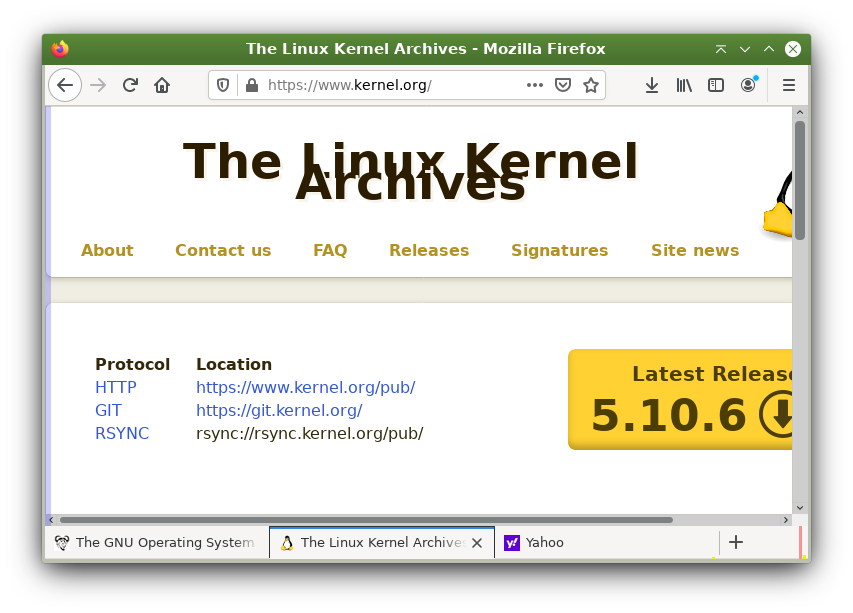 The Linux Kernel Archives - Mozilla Firefox
https://www.kernel.org/
The Linux Kernel
Archives
About Contact us FAQ Releases Signatures Site news
Protocol Location
HTTP https://www.kernel.org/pub/
GIT https://git.kernel.org/
RSYNC rsync://rsync.kernel.org/pub/
Latest Release
5.10.6
The GNU Operating System The Linux Kernel Archives Yahoo